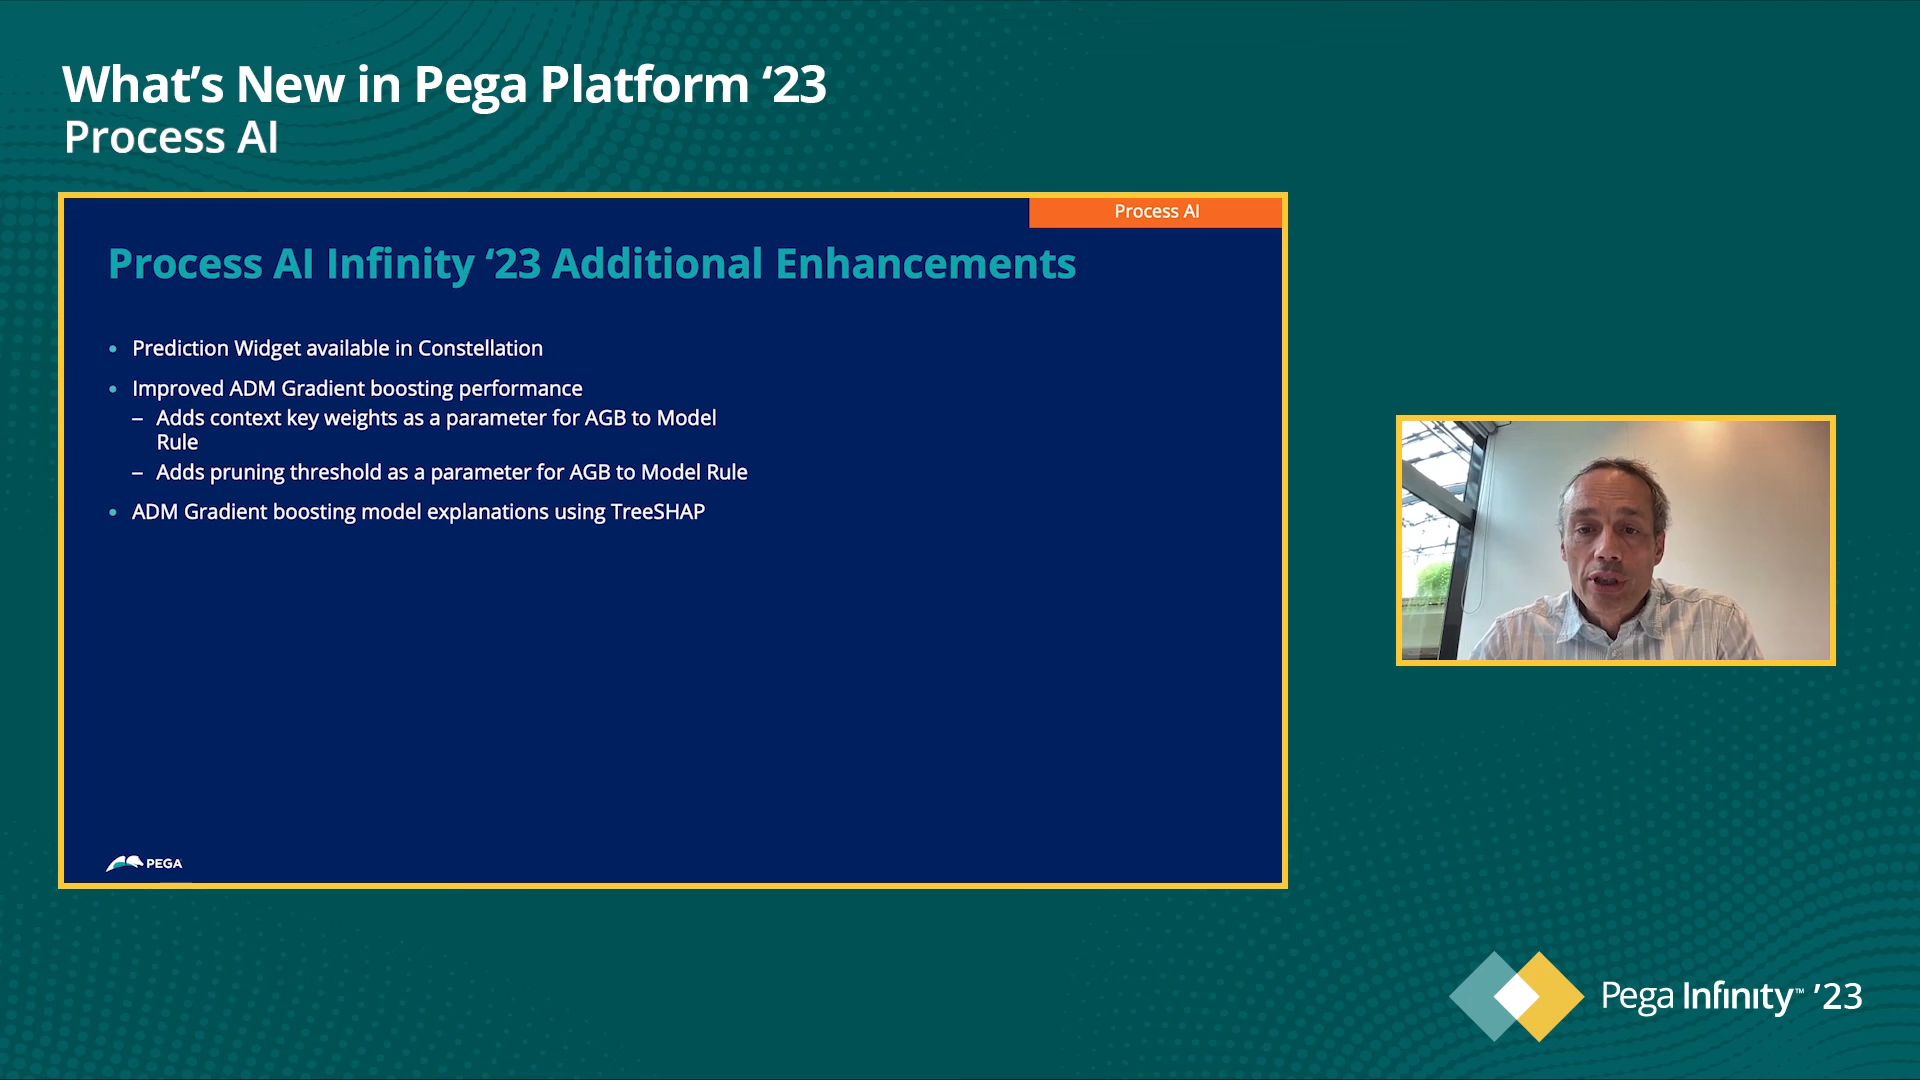 What’s New in Pega Platform ‘23
Process AI
Process AI
Process AI Infinity ‘23 Additional Enhancements
• Prediction Widget available in Constellation
• Improved ADM Gradient boosting performance
– Adds context key weights as a parameter for AGB to Model
Rule
– Adds pruning threshold as a parameter for AGB to Model Rule
• ADM Gradient boosting model explanations using TreeSHAP
PEGA
Pega Infinity™ ’23